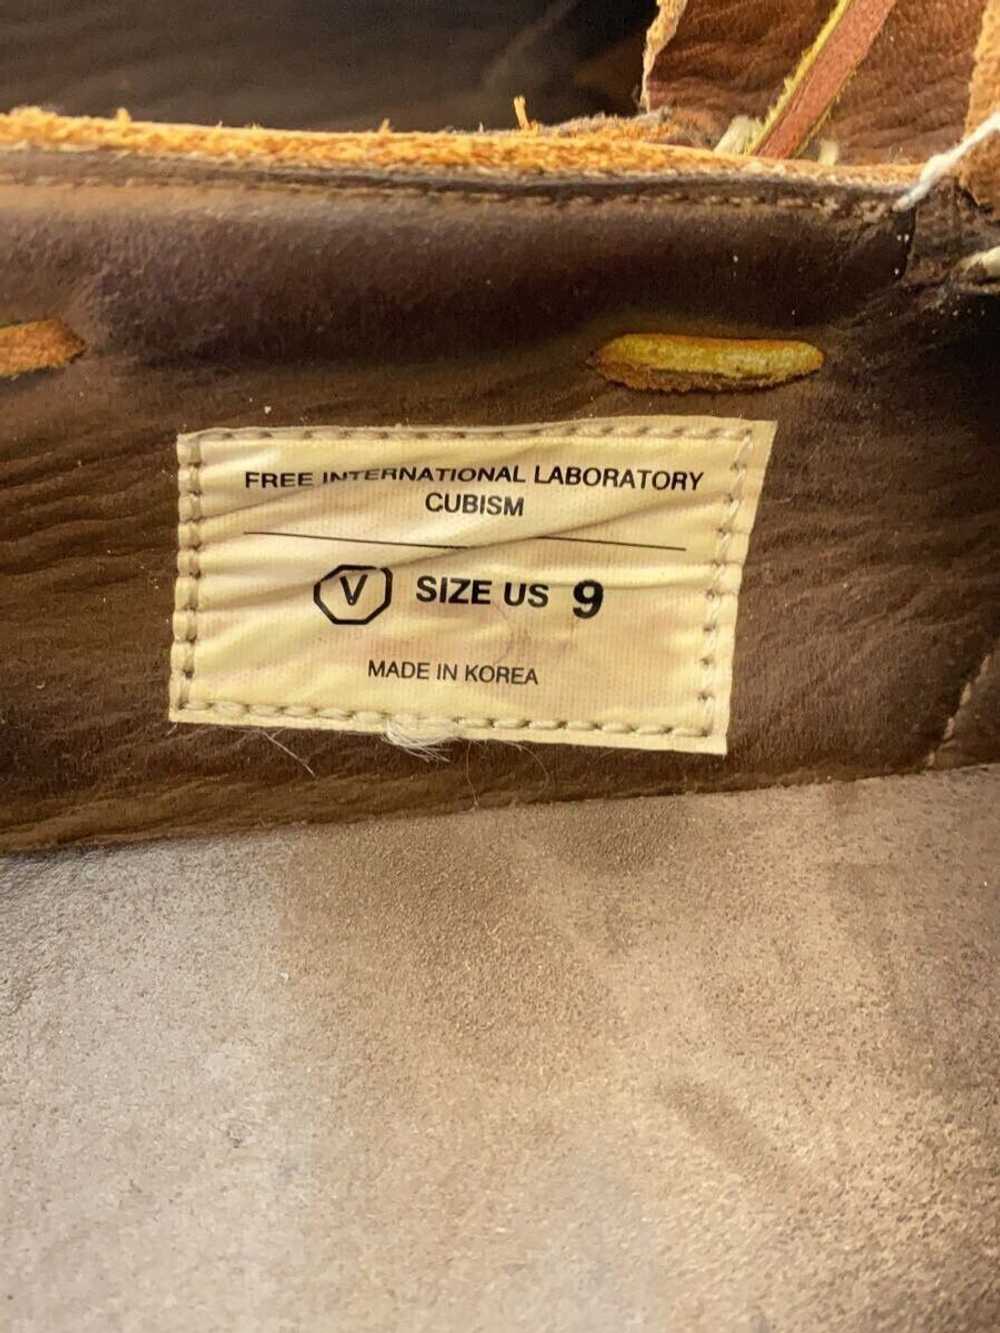 FREE INTERNATIONAL LABORATORY
CUBISM
V SIZE US 9
MADE IN KOREA